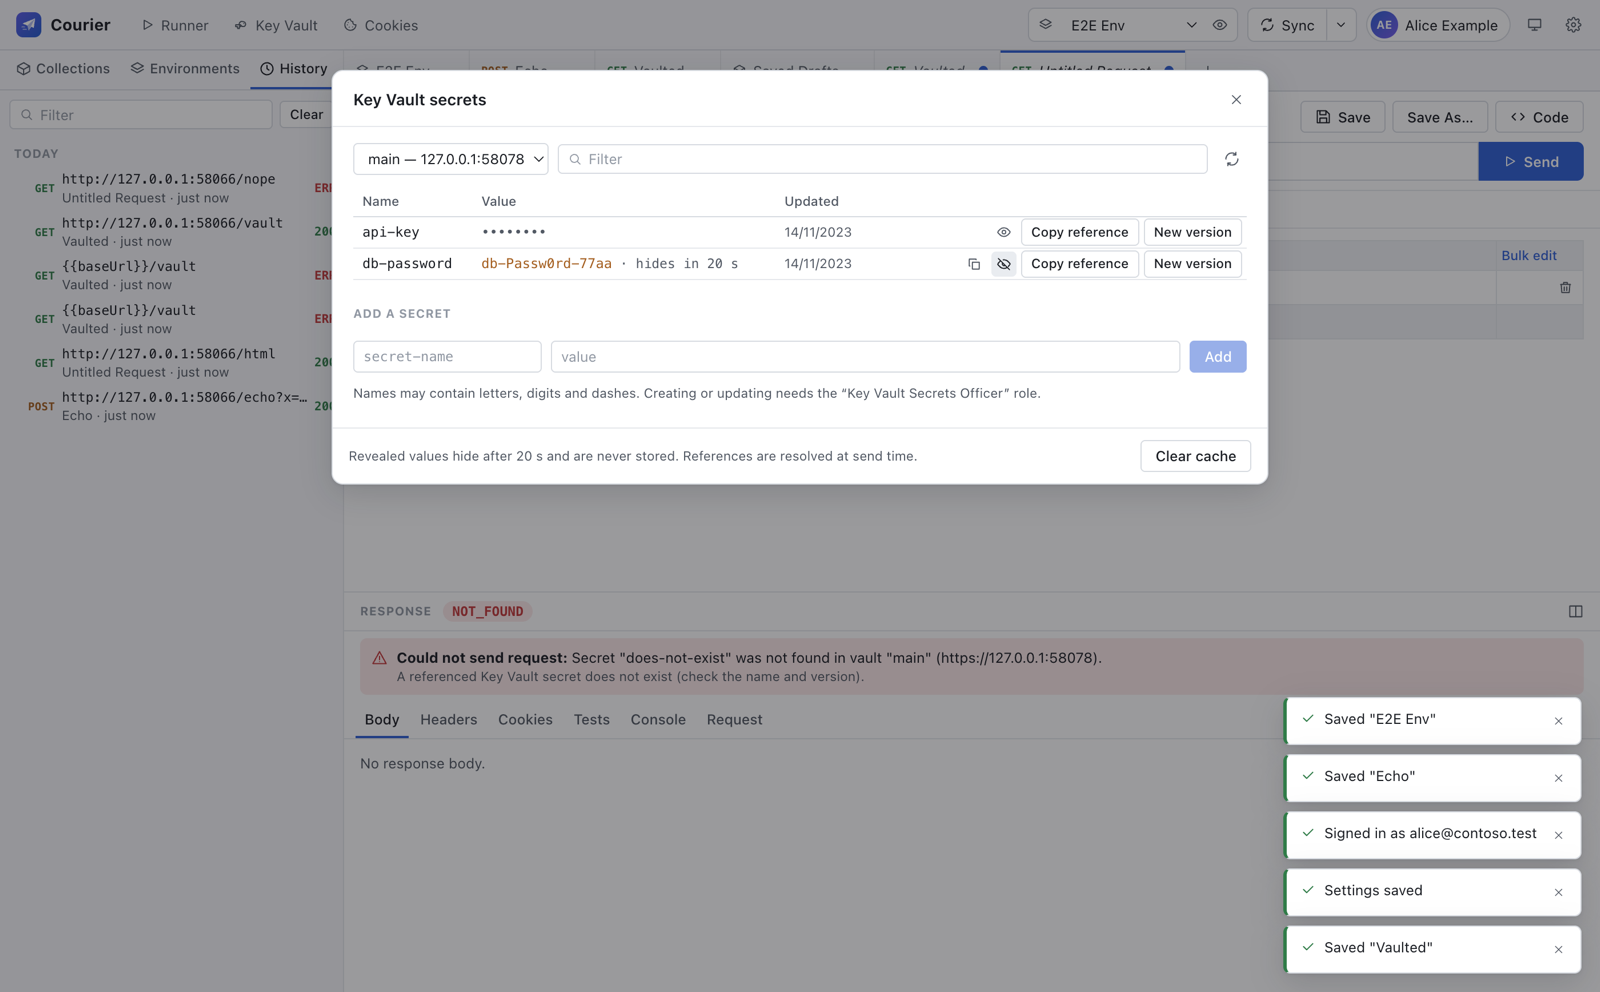 Courier
Runner
Key Vault
Cookies
E2E Env
Sync
AE
Alice Example
Collections
Environments
History
Filter
Clear
Save
Save As...
Code
Send
Bulk edit
TODAY
GET http://127.0.0.1:58066/nope
Untitled Request · just now
GET http://127.0.0.1:58066/vault
Vaulted · just now
GET {{baseUrl}}/vault
Vaulted · just now
GET {{baseUrl}}/vault
Vaulted · just now
GET http://127.0.0.1:58066/html
Untitled Request · just now
POST http://127.0.0.1:58066/echo?x=…
Echo · just now
Key Vault secrets
main — 127.0.0.1:58078
Filter
Name Value Updated
api-key •••••••• 14/11/2023 Copy reference New version
db-password db-Passw0rd-77aa · hides in 20 s 14/11/2023 Copy reference New version
ADD A SECRET
secret-name value Add
Names may contain letters, digits and dashes. Creating or updating needs the “Key Vault Secrets Officer” role.
Revealed values hide after 20 s and are never stored. References are resolved at send time.
Clear cache
RESPONSE NOT_FOUND
Could not send request: Secret "does-not-exist" was not found in vault "main" (https://127.0.0.1:58078).
A referenced Key Vault secret does not exist (check the name and version).
Body Headers Cookies Tests Console Request
No response body.
Saved "E2E Env"
Saved "Echo"
Signed in as alice@contoso.test
Settings saved
Saved "Vaulted"